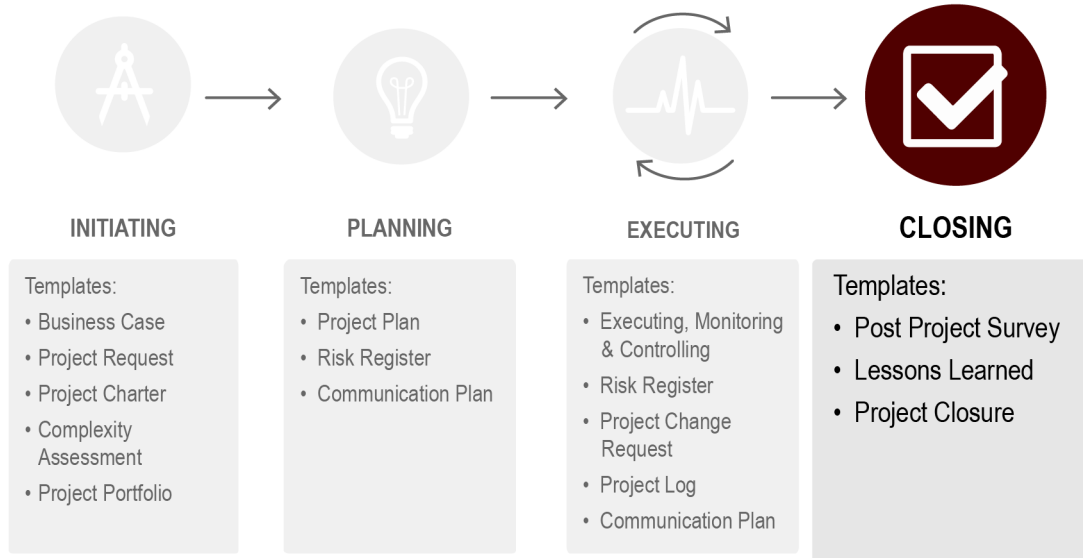 INITIATING
Templates:
• Business Case
• Project Request
• Project Charter
• Complexity
Assessment
• Project Portfolio
PLANNING
Templates:
• Project Plan
• Risk Register
• Communication Plan
EXECUTING
Templates:
• Executing, Monitoring
& Controlling
• Risk Register
• Project Change
Request
• Project Log
• Communication Plan
CLOSING
Templates:
• Post Project Survey
• Lessons Learned
• Project Closure